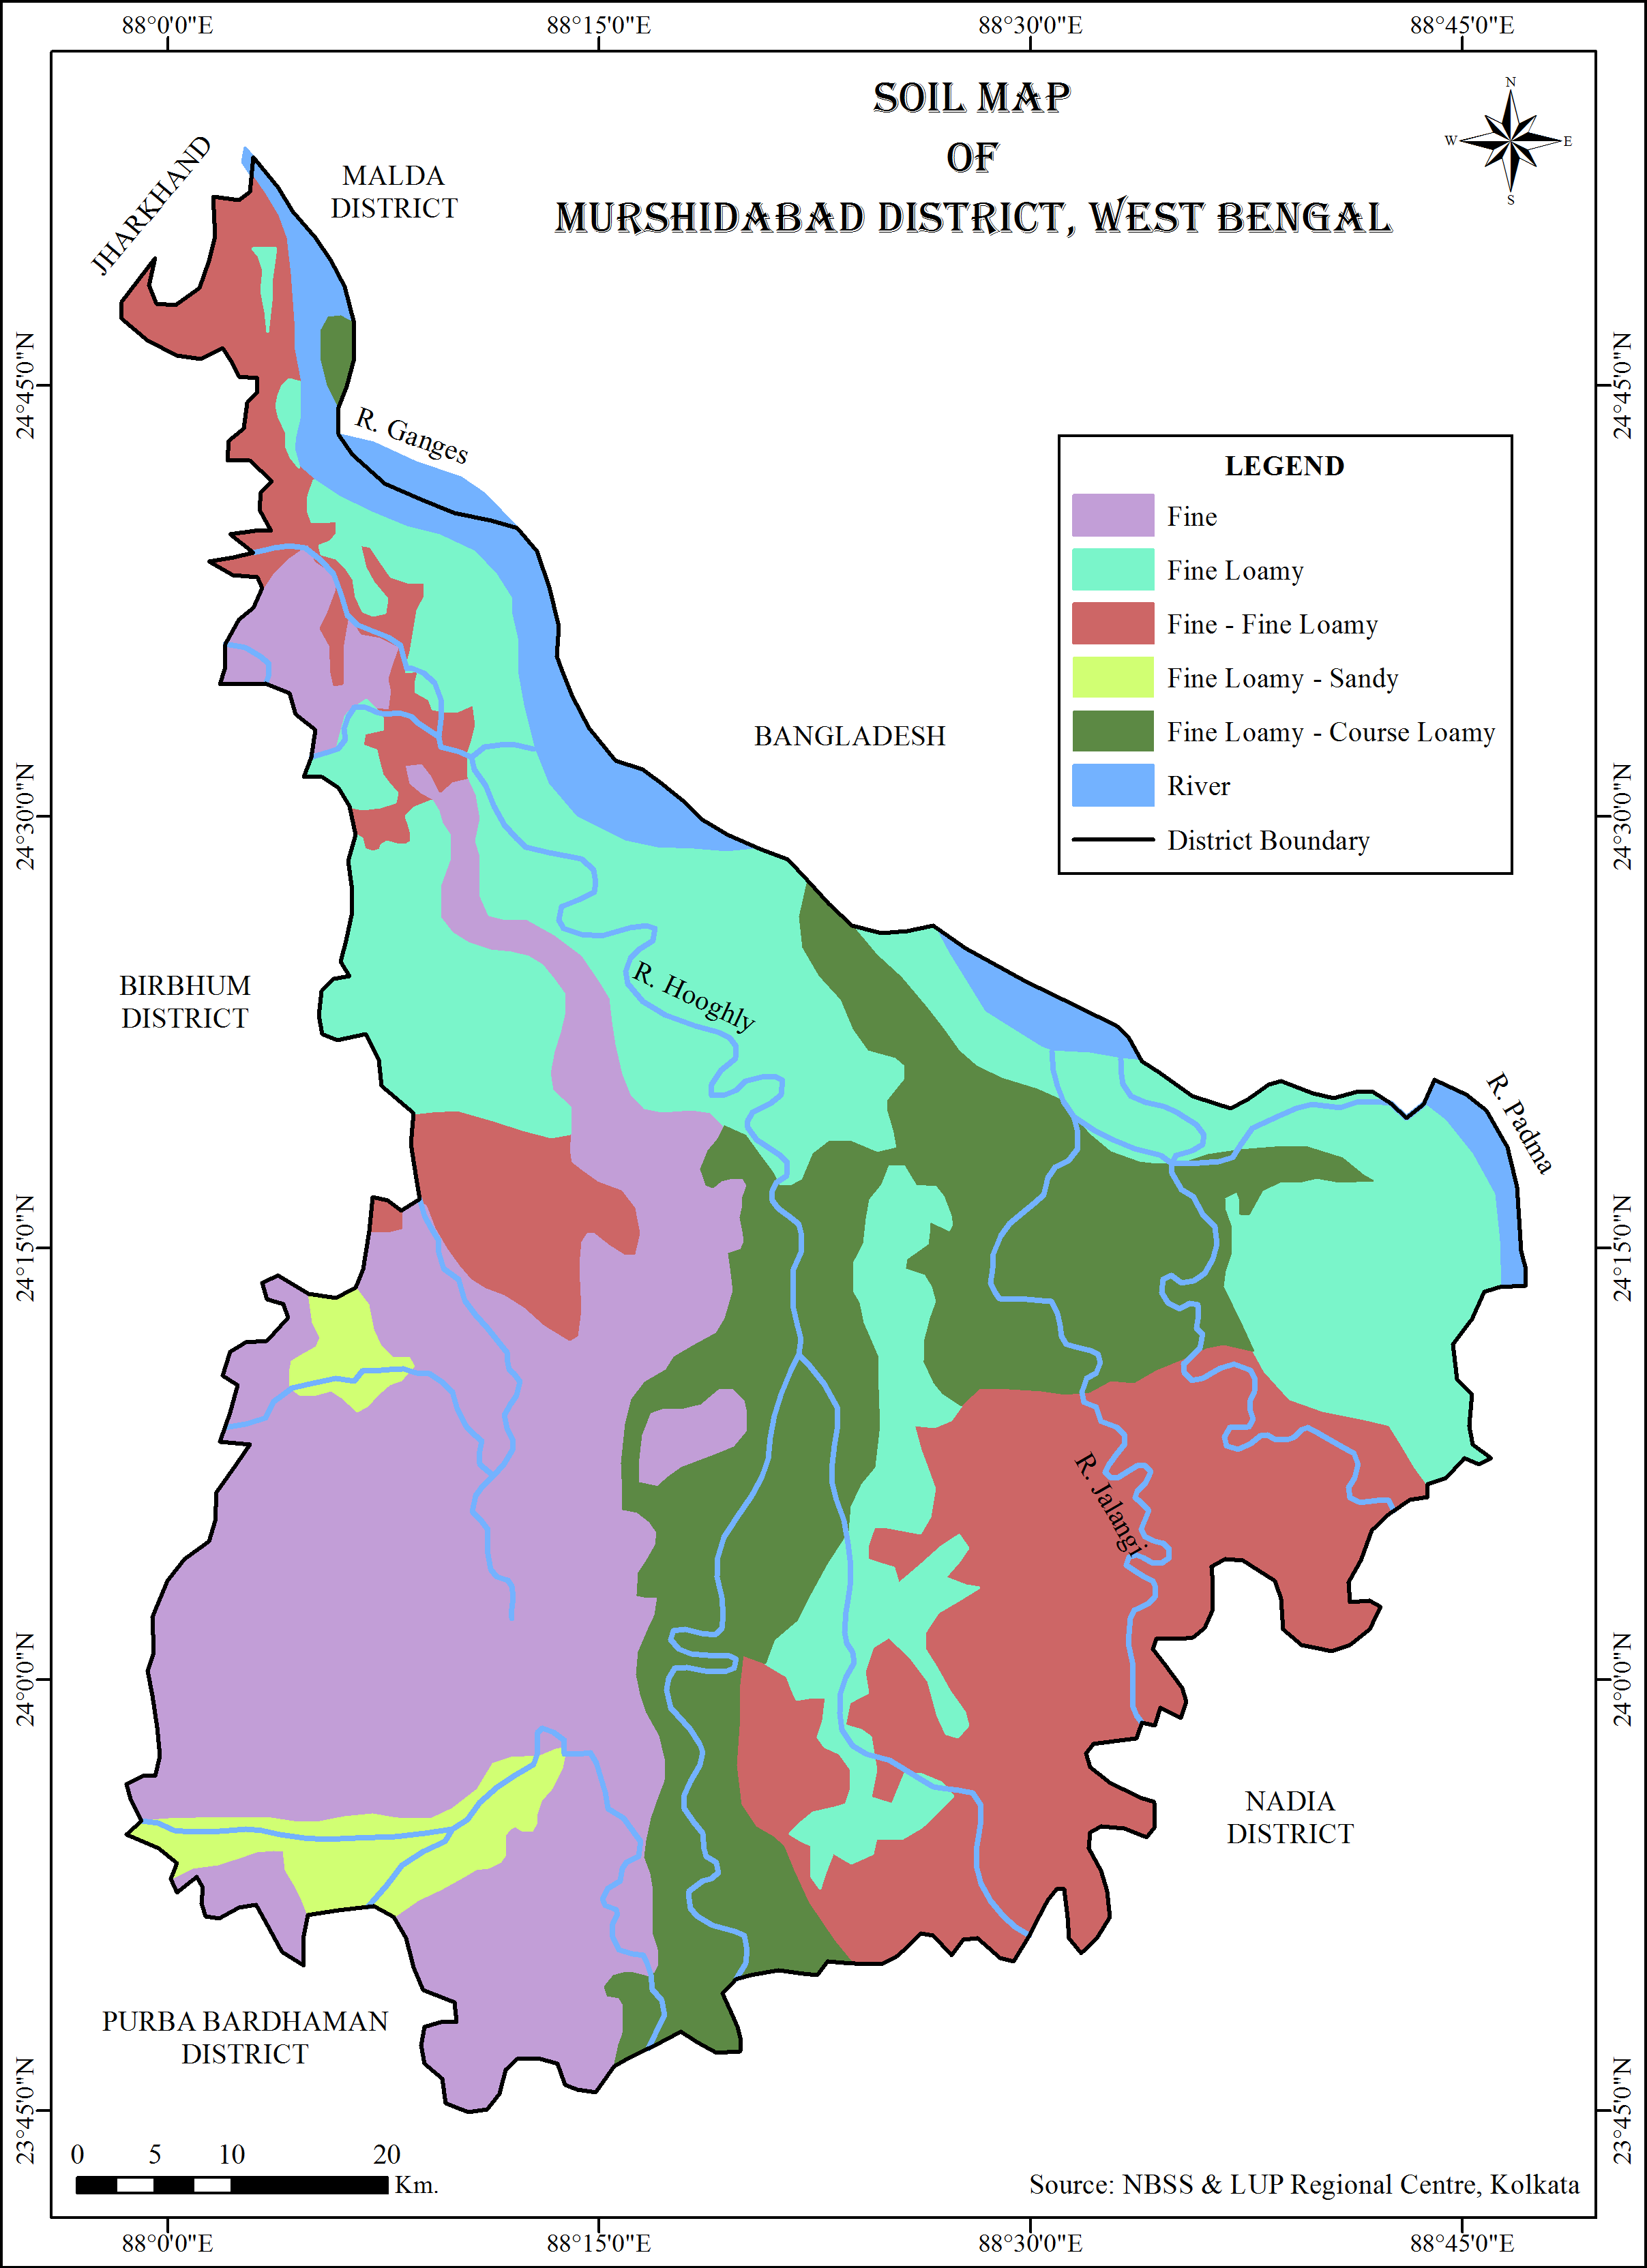 88°0'0"E
88°15'0"E
88°30'0"E
88°45'0"E
SOIL MAP
OF
MURSHIDABAD DISTRICT, WEST BENGAL
N
W
E
S
JHARKHAND
MALDA
DISTRICT
24°45'0"N
24°45'0"N
R. Ganges
LEGEND
Fine
Fine Loamy
Fine - Fine Loamy
Fine Loamy - Sandy
Fine Loamy - Course Loamy
River
District Boundary
BANGLADESH
24°30'0"N
24°30'0"N
BIRBHUM
DISTRICT
R. Hooghly
R. Padma
24°15'0"N
24°15'0"N
R. Jalangi
24°0'0"N
24°0'0"N
NADIA
DISTRICT
PURBA BARDHAMAN
DISTRICT
23°45'0"N
23°45'0"N
0 5 10 20
Km.
Source: NBSS & LUP Regional Centre, Kolkata
88°0'0"E
88°15'0"E
88°30'0"E
88°45'0"E